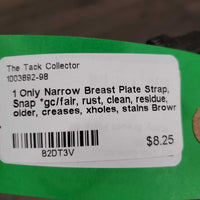 The Tack Collector
1003892-98
1 Only Narrow Breast Plate Strap,
Snap *gc/fair, rust, clean, residue,
older, creases, xholes, stains Brown
82DT3V
$8.25